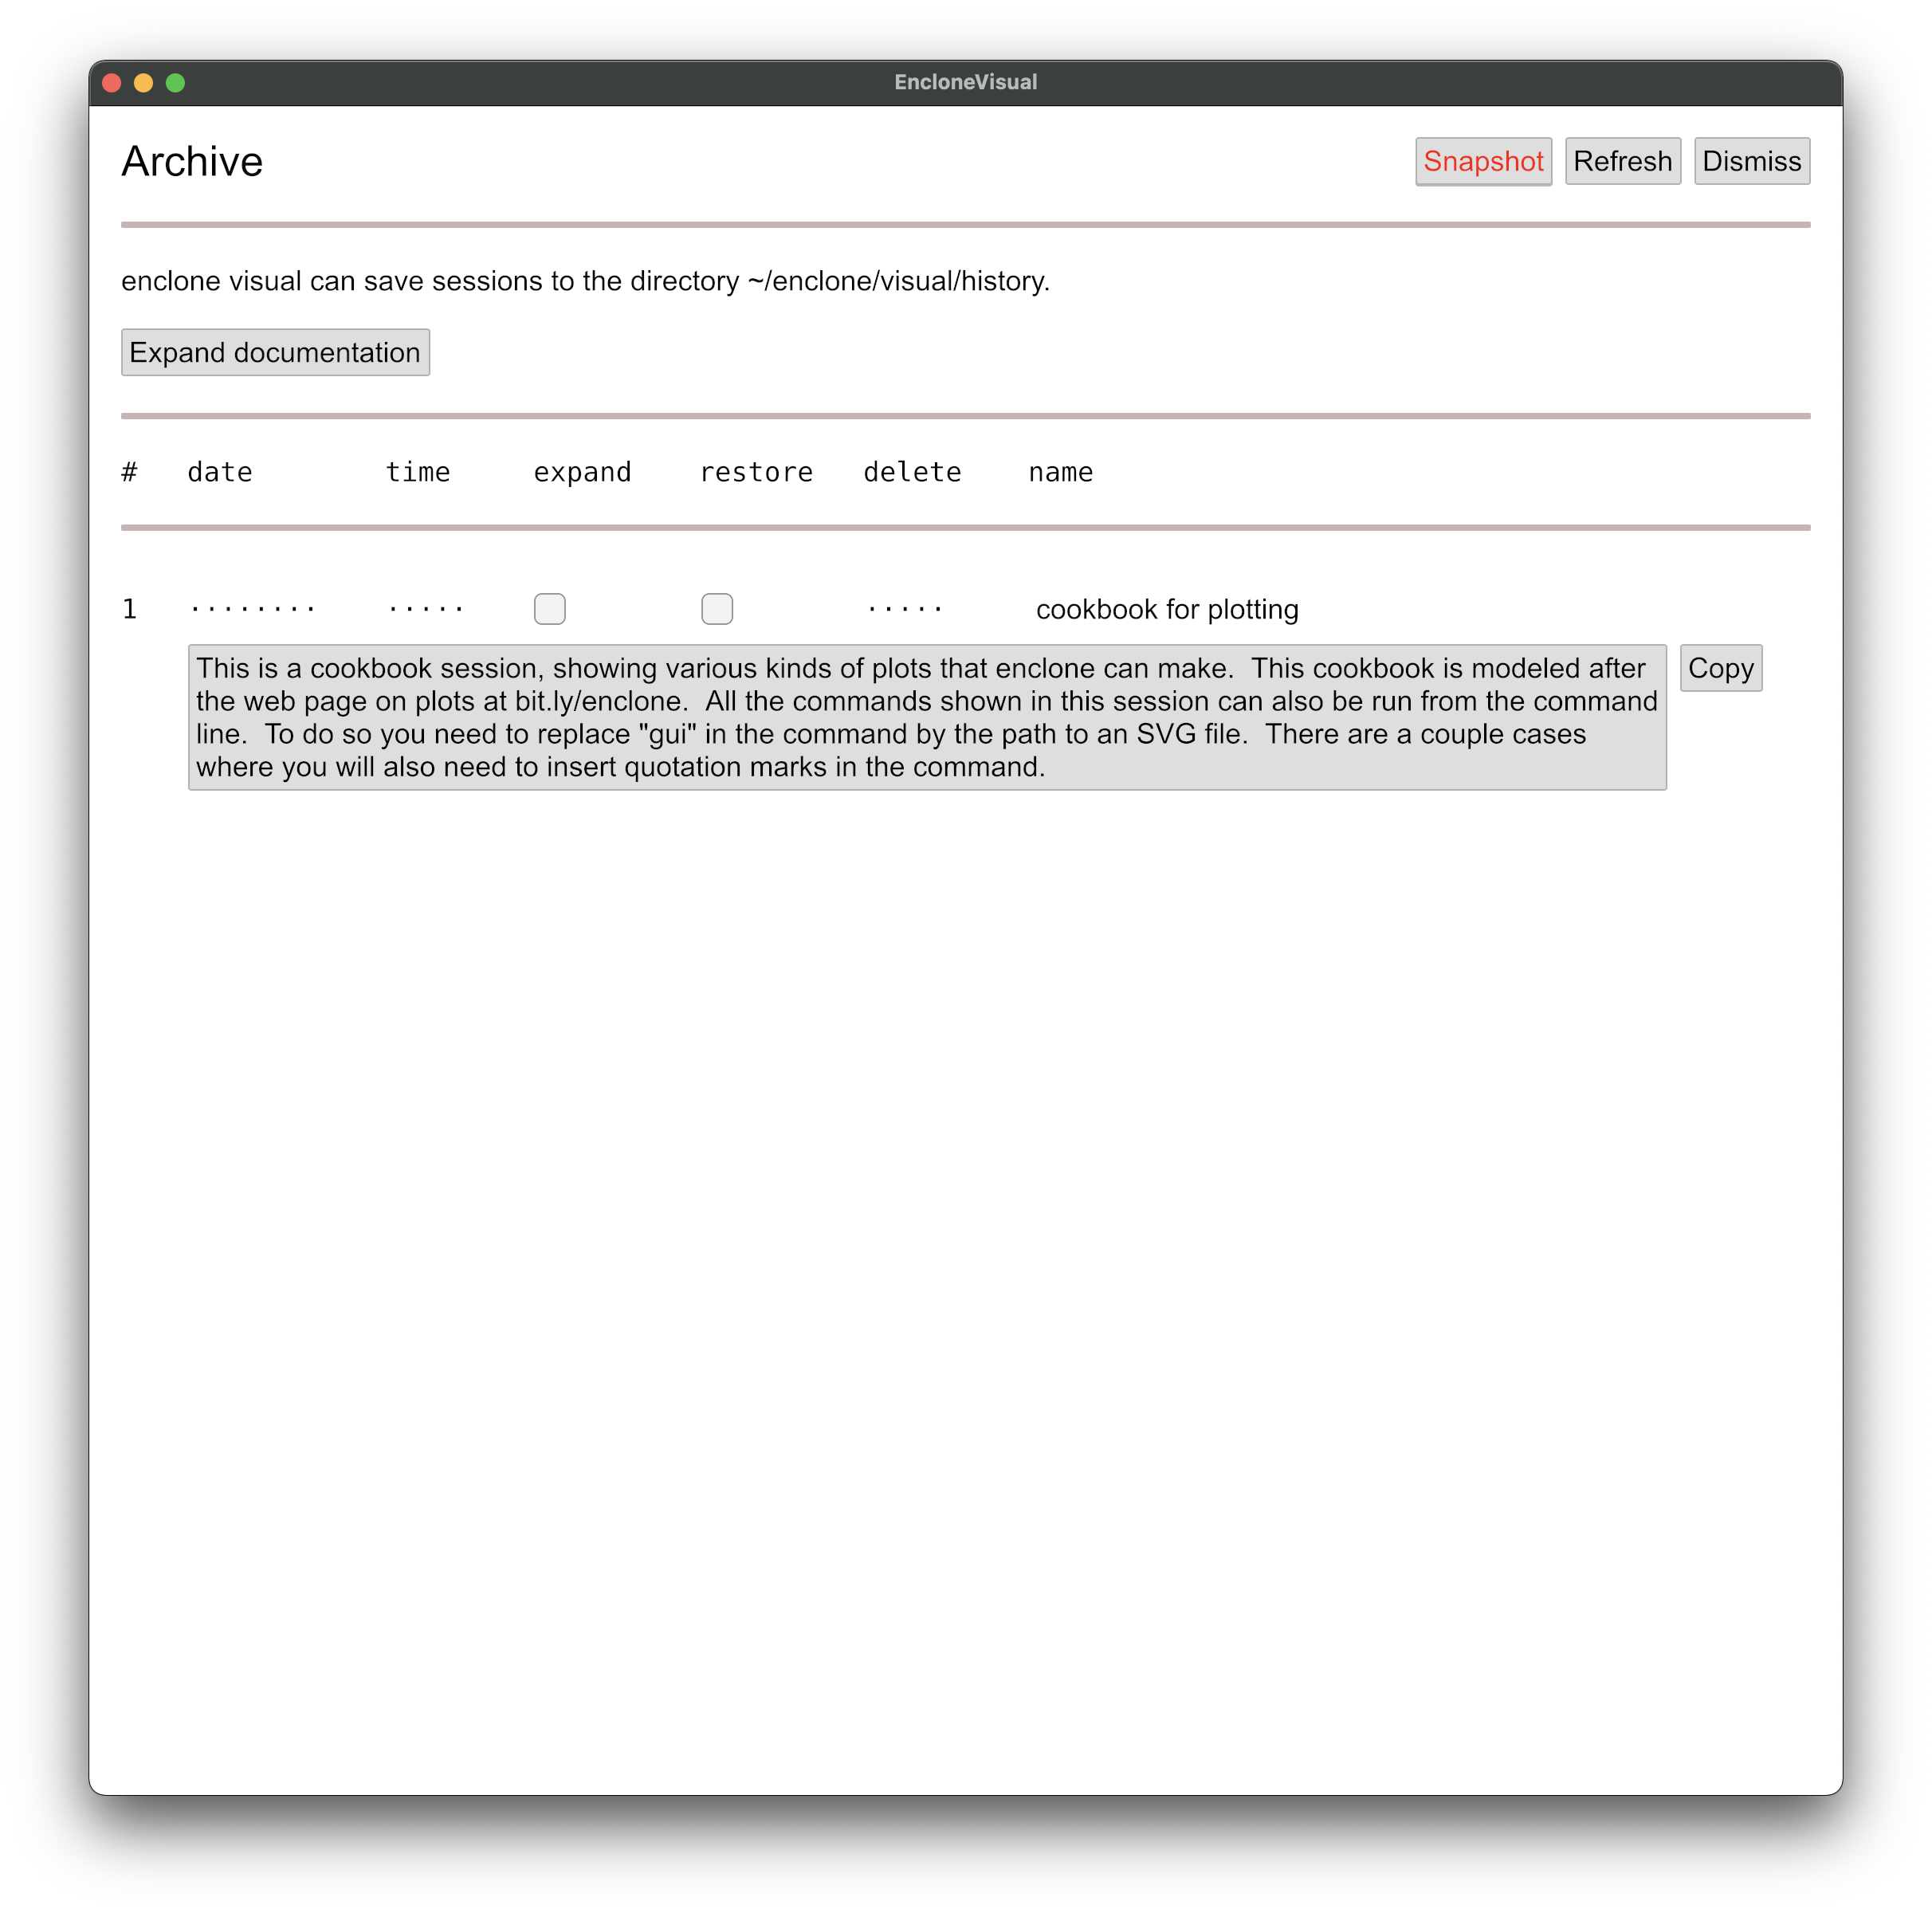 EncloneVisual
Archive Snapshot Refresh Dismiss
enclone visual can save sessions to the directory ~/enclone/visual/history.
Expand documentation
# date time expand restore delete name
1 ········ ····· ····· cookbook for plotting
This is a cookbook session, showing various kinds of plots that enclone can make.  This cookbook is modeled after Copy
the web page on plots at bit.ly/enclone.  All the commands shown in this session can also be run from the command
line.  To do so you need to replace "gui" in the command by the path to an SVG file.  There are a couple cases
where you will also need to insert quotation marks in the command.